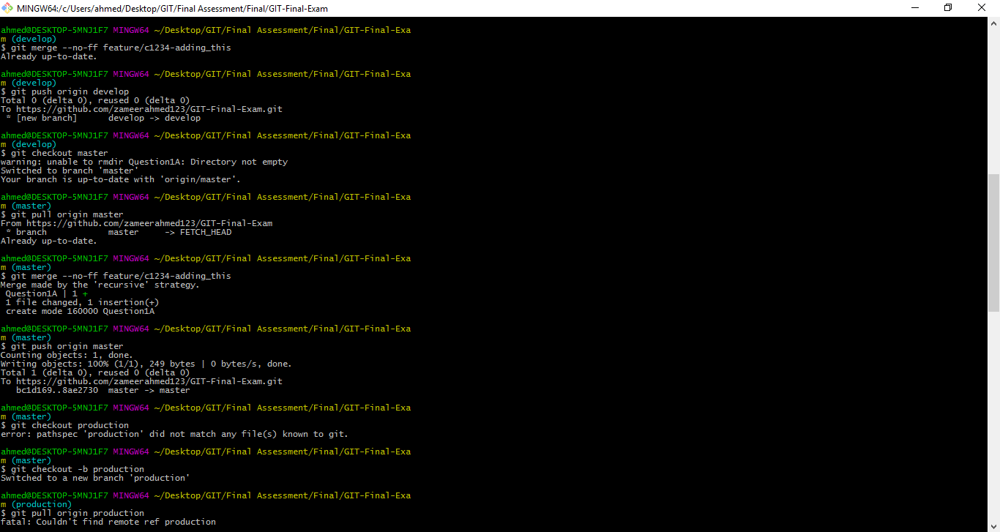 MINGW64:/c/Users/ahmed/Desktop/GIT/Final Assessment/Final/GIT-Final-Exam
ahmed@DESKTOP-5MNJ1F7 MINGW64 ~/Desktop/GIT/Final Assessment/Final/GIT-Final-Exa
m (develop)
$ git merge --no-ff feature/c1234-adding_this
Already up-to-date.
ahmed@DESKTOP-5MNJ1F7 MINGW64 ~/Desktop/GIT/Final Assessment/Final/GIT-Final-Exa
m (develop)
$ git push origin develop
Total 0 (delta 0), reused 0 (delta 0)
To https://github.com/zameerahmed123/GIT-Final-Exam.git
 * [new branch]      develop -> develop
ahmed@DESKTOP-5MNJ1F7 MINGW64 ~/Desktop/GIT/Final Assessment/Final/GIT-Final-Exa
m (develop)
$ git checkout master
warning: unable to rmdir Question1A: Directory not empty
Switched to branch 'master'
Your branch is up-to-date with 'origin/master'.
ahmed@DESKTOP-5MNJ1F7 MINGW64 ~/Desktop/GIT/Final Assessment/Final/GIT-Final-Exa
m (master)
$ git pull origin master
From https://github.com/zameerahmed123/GIT-Final-Exam
 * branch            master     -> FETCH_HEAD
Already up-to-date.
ahmed@DESKTOP-5MNJ1F7 MINGW64 ~/Desktop/GIT/Final Assessment/Final/GIT-Final-Exa
m (master)
$ git merge --no-ff feature/c1234-adding_this
Merge made by the 'recursive' strategy.
 Question1A | 1 +
 1 file changed, 1 insertion(+)
 create mode 160000 Question1A
ahmed@DESKTOP-5MNJ1F7 MINGW64 ~/Desktop/GIT/Final Assessment/Final/GIT-Final-Exa
m (master)
$ git push origin master
Counting objects: 1, done.
Writing objects: 100% (1/1), 249 bytes | 0 bytes/s, done.
Total 1 (delta 0), reused 0 (delta 0)
To https://github.com/zameerahmed123/GIT-Final-Exam.git
   bc1d169..8ae2730  master -> master
ahmed@DESKTOP-5MNJ1F7 MINGW64 ~/Desktop/GIT/Final Assessment/Final/GIT-Final-Exa
m (master)
$ git checkout production
error: pathspec 'production' did not match any file(s) known to git.
ahmed@DESKTOP-5MNJ1F7 MINGW64 ~/Desktop/GIT/Final Assessment/Final/GIT-Final-Exa
m (master)
$ git checkout -b production
Switched to a new branch 'production'
ahmed@DESKTOP-5MNJ1F7 MINGW64 ~/Desktop/GIT/Final Assessment/Final/GIT-Final-Exa
m (production)
$ git pull origin production
fatal: Couldn't find remote ref production